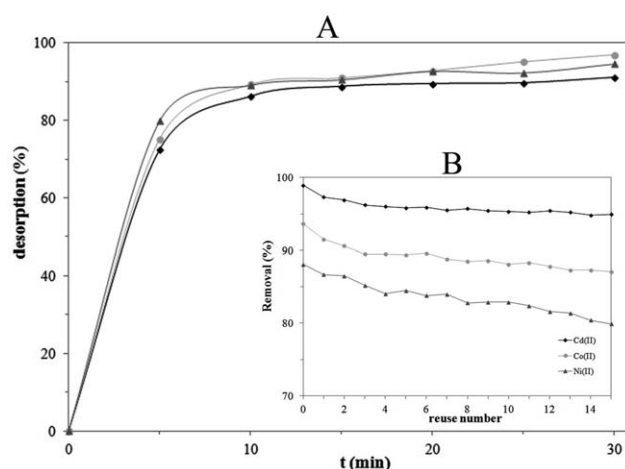 A
100
80
60
40
20
0
desorption (%)
0
10
20
30
t (min)
B
100
90
80
70
Removal (%)
0
2
4
6
8
10
12
14
reuse number
Cd(II)
Co(II)
Ni(II)